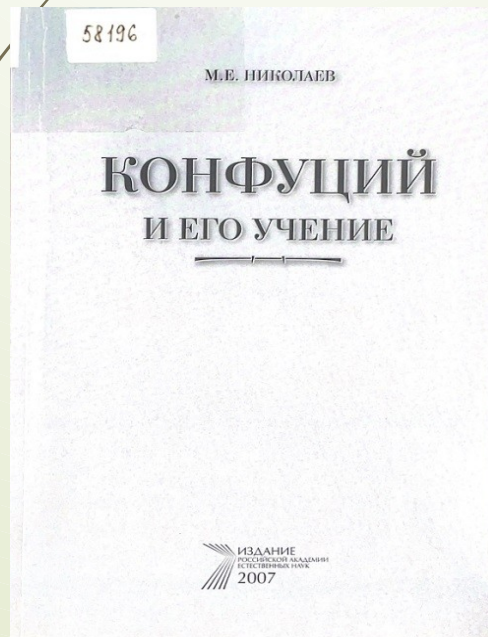 58196
М.Е. НИКОЛАЕВ
КОНФУЦИЙ
И ЕГО УЧЕНИЕ
ИЗДАНИЕ
РОССИЙСКОЙ АКАДЕМИИ
ЕСТЕСТВЕННЫХ НАУК
2007